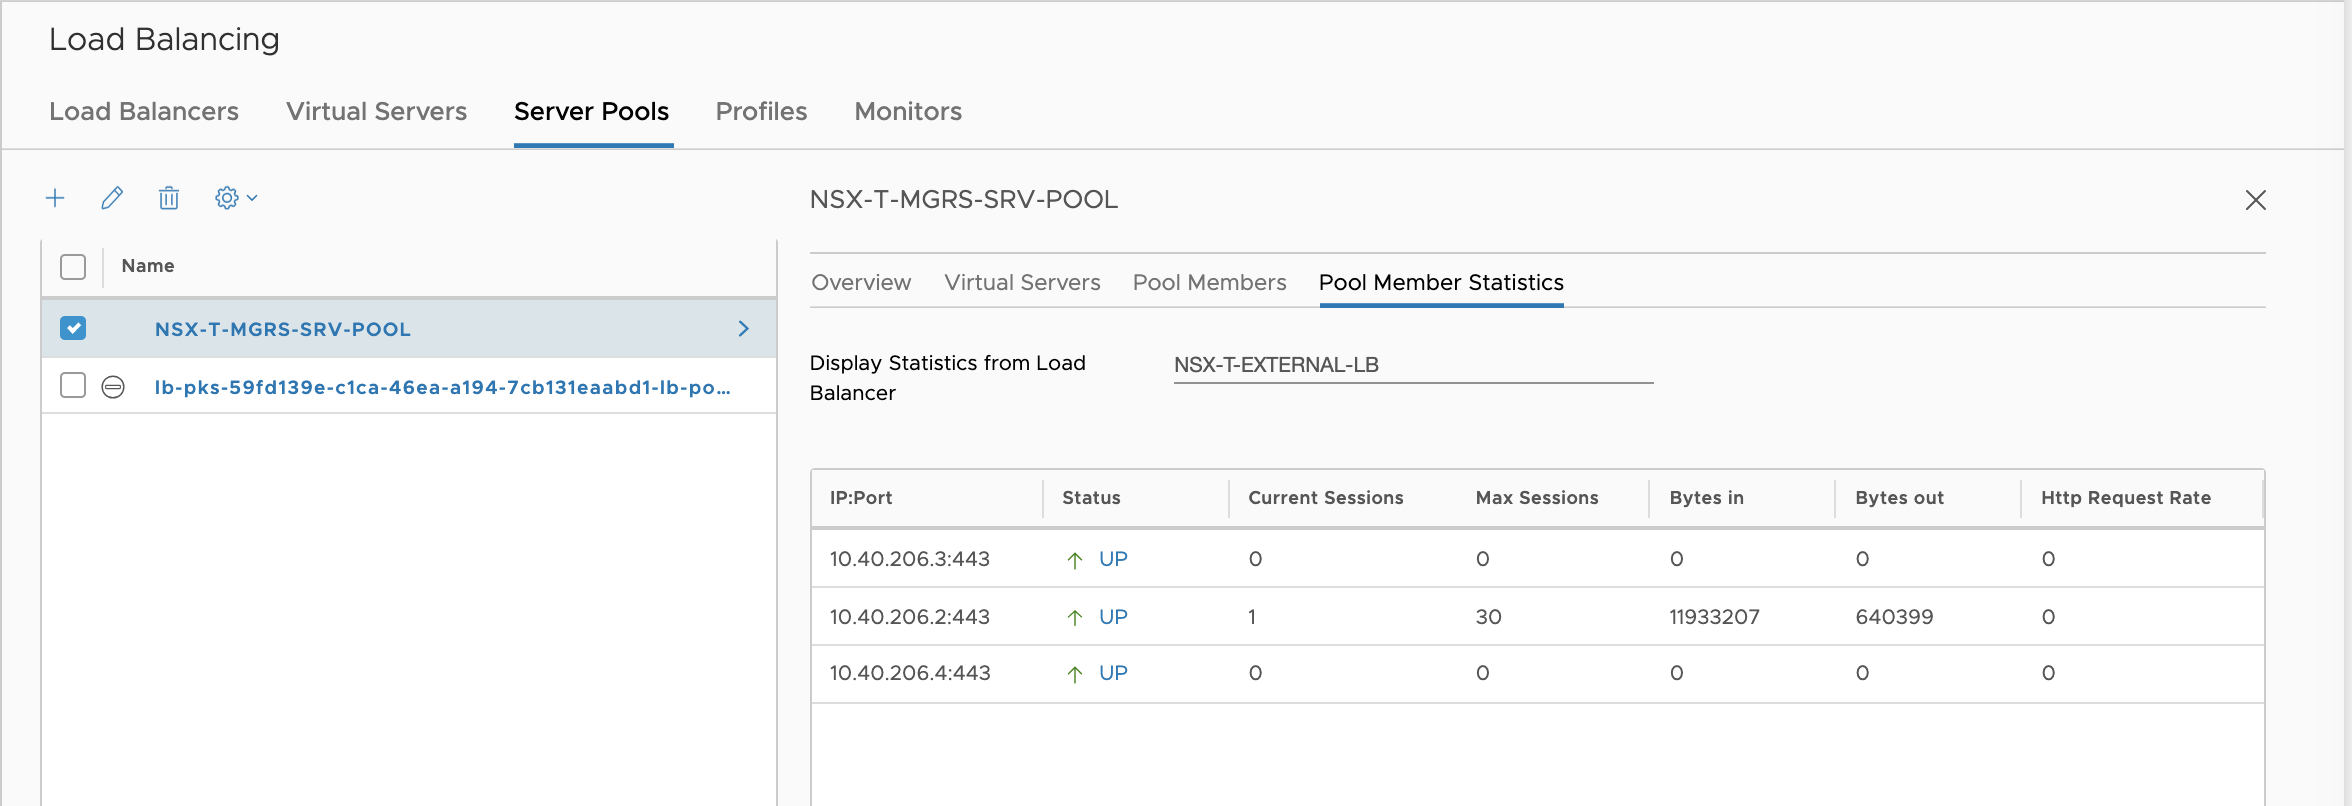 Load Balancing
Load Balancers Virtual Servers Server Pools Profiles Monitors
NSX-T-MGRS-SRV-POOL
Name
NSX-T-MGRS-SRV-POOL
lb-pks-59fd139e-c1ca-46ea-a194-7cb131eaabd1-lb-po...
Overview Virtual Servers Pool Members Pool Member Statistics
Display Statistics from Load
Balancer
NSX-T-EXTERNAL-LB
IP:Port Status Current Sessions Max Sessions Bytes in Bytes out Http Request Rate
10.40.206.3:443 UP 0 0 0 0 0
10.40.206.2:443 UP 1 30 11933207 640399 0
10.40.206.4:443 UP 0 0 0 0 0